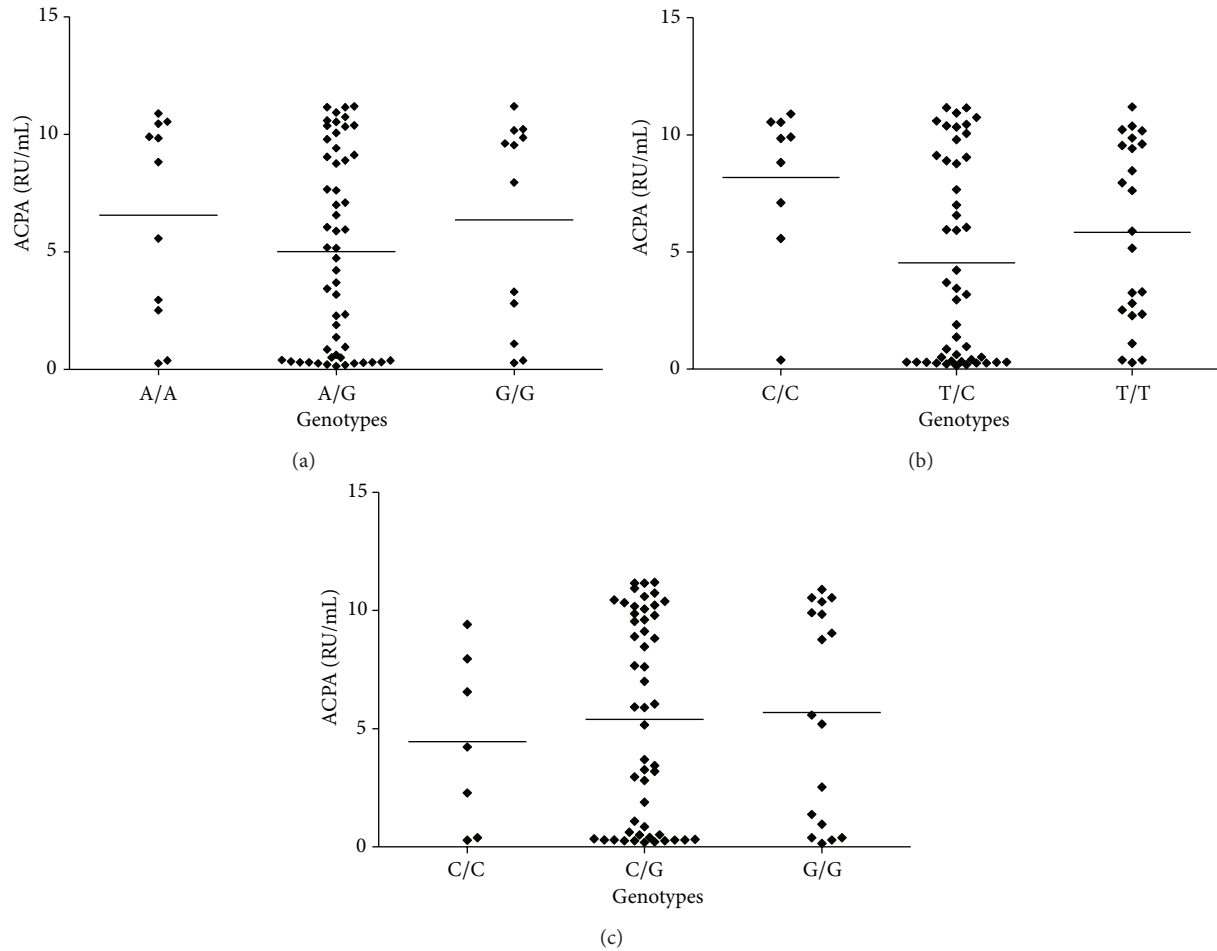 15
10
5
0
ACPA (RU/mL)
A/A A/G G/G
Genotypes
(a)
15
10
5
0
ACPA (RU/mL)
C/C T/C T/T
Genotypes
(b)
15
10
5
0
ACPA (RU/mL)
C/C C/G G/G
Genotypes
(c)